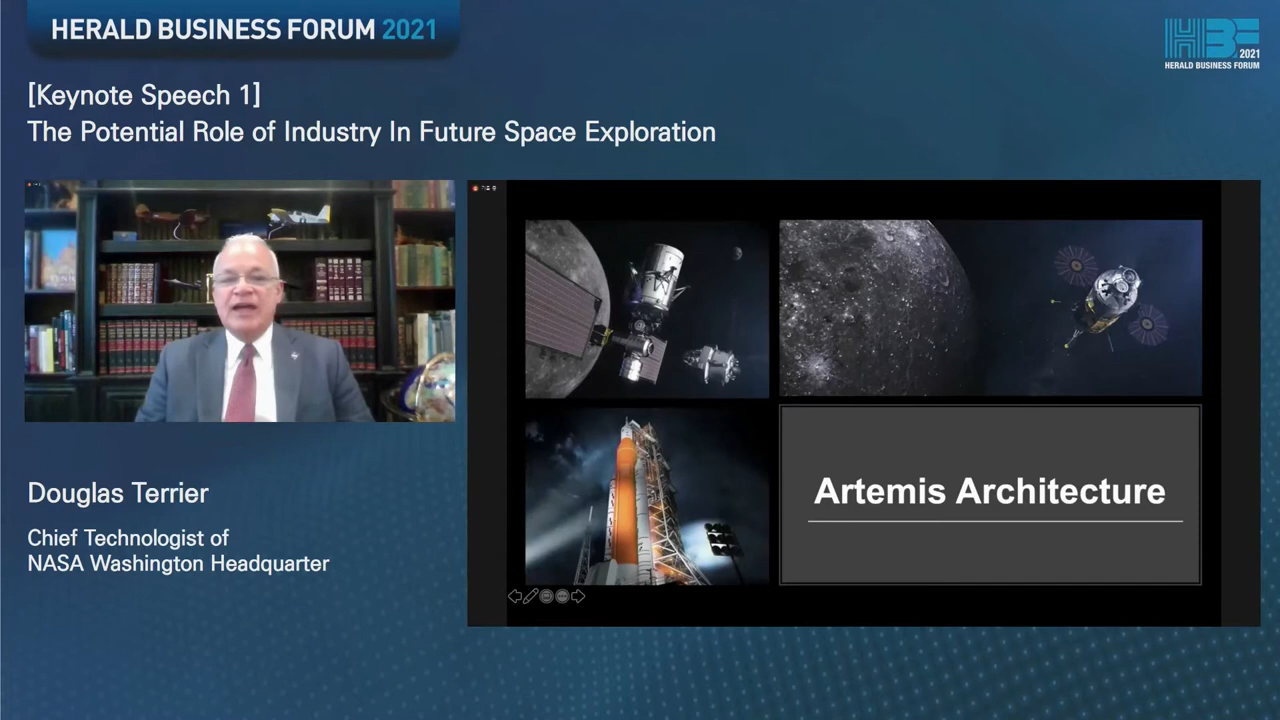 HERALD BUSINESS FORUM 2021
HBF
2021
HERALD BUSINESS FORUM
[Keynote Speech 1]
The Potential Role of Industry In Future Space Exploration
Artemis Architecture
Douglas Terrier
Chief Technologist of
NASA Washington Headquarter